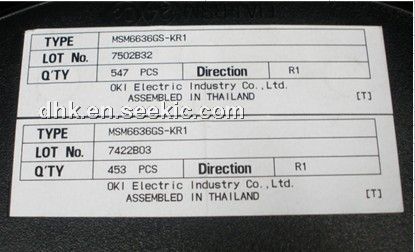 TYPE MSM6636GS-KR1
LOT No. 7502B32
Q'TY 547 PCS Direction R1
OKI Electric Industry Co.,Ltd.
ASSEMBLED IN THAILAND [T]
dhk.seekic.com
TYPE MSM6636GS-KR1
LOT No. 7422B03
Q'TY 453 PCS Direction R1
OKI Electric Industry Co.,Ltd.
ASSEMBLED IN THAILAND [T]